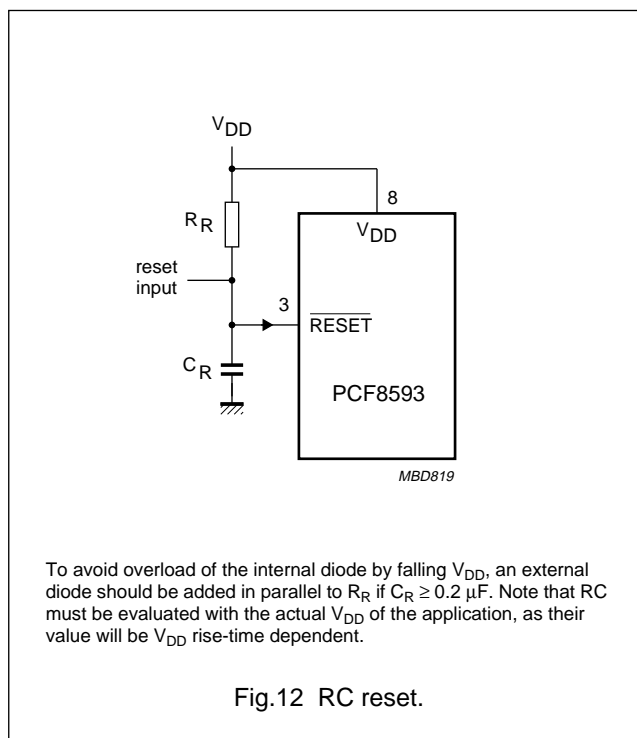 VDD
8
RR
VDD
reset
input
3
RESET
CR
PCF8593
MBD819
To avoid overload of the internal diode by falling VDD, an external
diode should be added in parallel to RR if CR ≥ 0.2 μF. Note that RC
must be evaluated with the actual VDD of the application, as their
value will be VDD rise-time dependent.
Fig.12 RC reset.